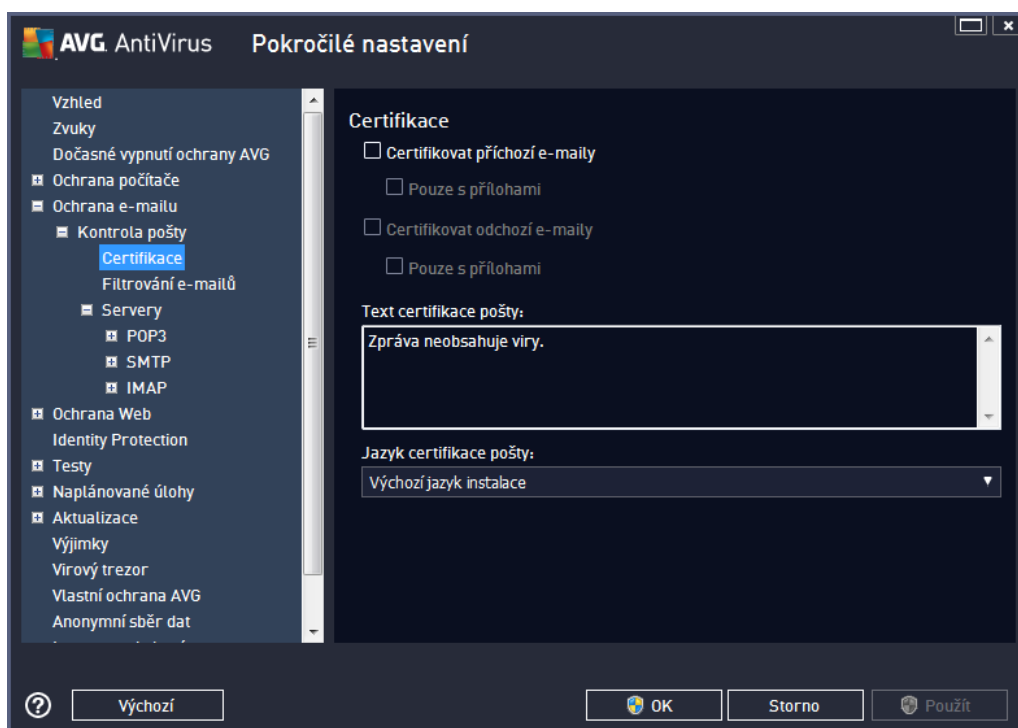 AVG AntiVirus Pokročilé nastavení
Vzhled
Zvuky
Dočasné vypnutí ochrany AVG
Ochrana počítače
Ochrana e-mailu
Kontrola pošty
Certifikace
Filtrování e-mailů
Servery
POP3
SMTP
IMAP
Ochrana Web
Identity Protection
Testy
Naplánované úlohy
Aktualizace
Výjimky
Virový trezor
Vlastní ochrana AVG
Anonymní sběr dat
Certifikace
Certifikovat příchozí e-maily
Pouze s přílohami
Certifikovat odchozí e-maily
Pouze s přílohami
Text certifikace pošty:
Zpráva neobsahuje viry.
Jazyk certifikace pošty:
Výchozí jazyk instalace
Výchozí
OK
Storno
Použít